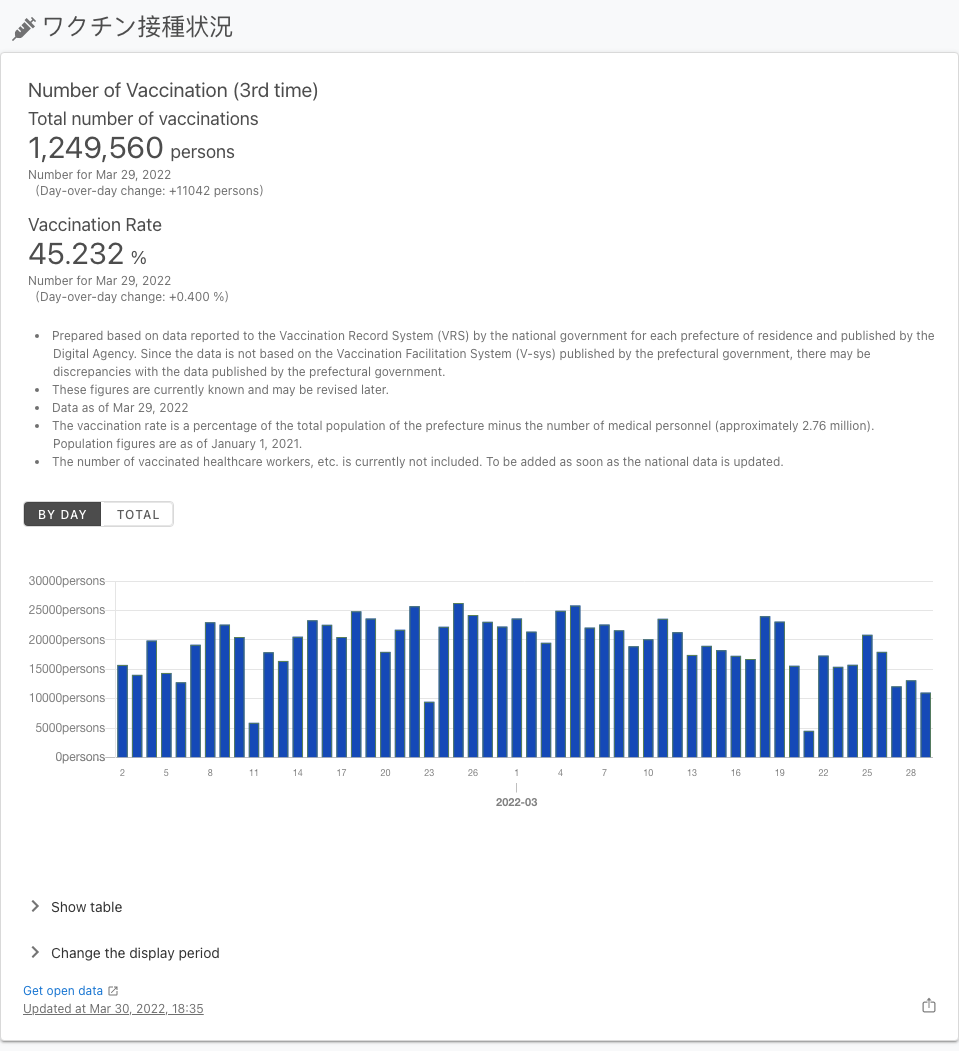 ワクチン接種状況
Number of Vaccination (3rd time)
Total number of vaccinations
1,249,560 persons
Number for Mar 29, 2022
(Day-over-day change: +11042 persons)
Vaccination Rate
45.232 %
Number for Mar 29, 2022
(Day-over-day change: +0.400 %)
• Prepared based on data reported to the Vaccination Record System (VRS) by the national government for each prefecture of residence and published by the
Digital Agency. Since the data is not based on the Vaccination Facilitation System (V-sys) published by the prefectural government, there may be
discrepancies with the data published by the prefectural government.
• These figures are currently known and may be revised later.
• Data as of Mar 29, 2022
• The vaccination rate is a percentage of the total population of the prefecture minus the number of medical personnel (approximately 2.76 million).
Population figures are as of January 1, 2021.
• The number of vaccinated healthcare workers, etc. is currently not included. To be added as soon as the national data is updated.
BY DAY TOTAL
30000persons
25000persons
20000persons
15000persons
10000persons
5000persons
0persons
2 5 8 11 14 17 20 23 26 1 4 7 10 13 16 19 22 25 28
2022-03
Show table
Change the display period
Get open data
Updated at Mar 30, 2022, 18:35